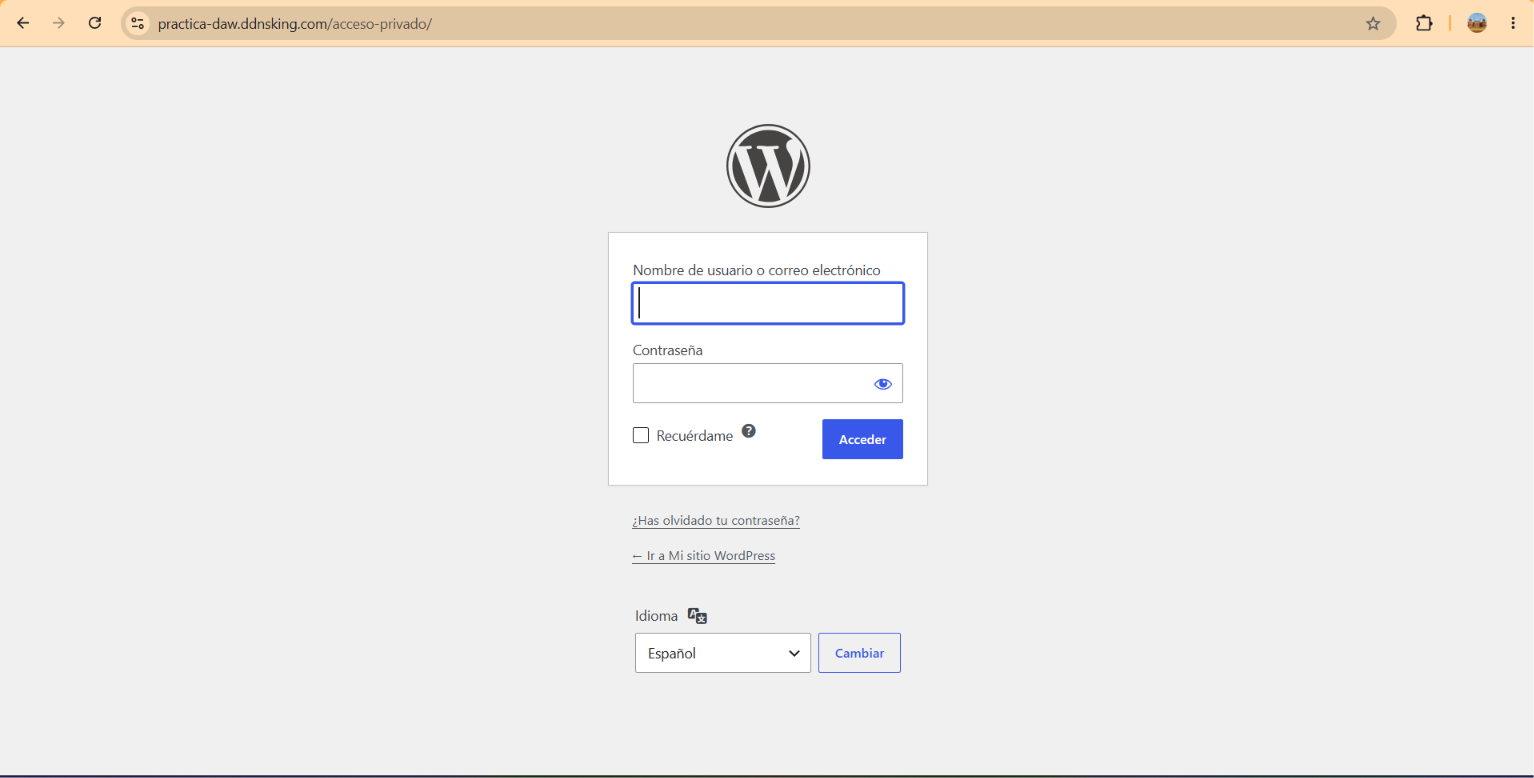 practica-daw.ddnsking.com/acceso-privado/
Nombre de usuario o correo electrónico
Contraseña
Recuérdame
Acceder
¿Has olvidado tu contraseña?
← Ir a Mi sitio WordPress
Idioma
Español
Cambiar